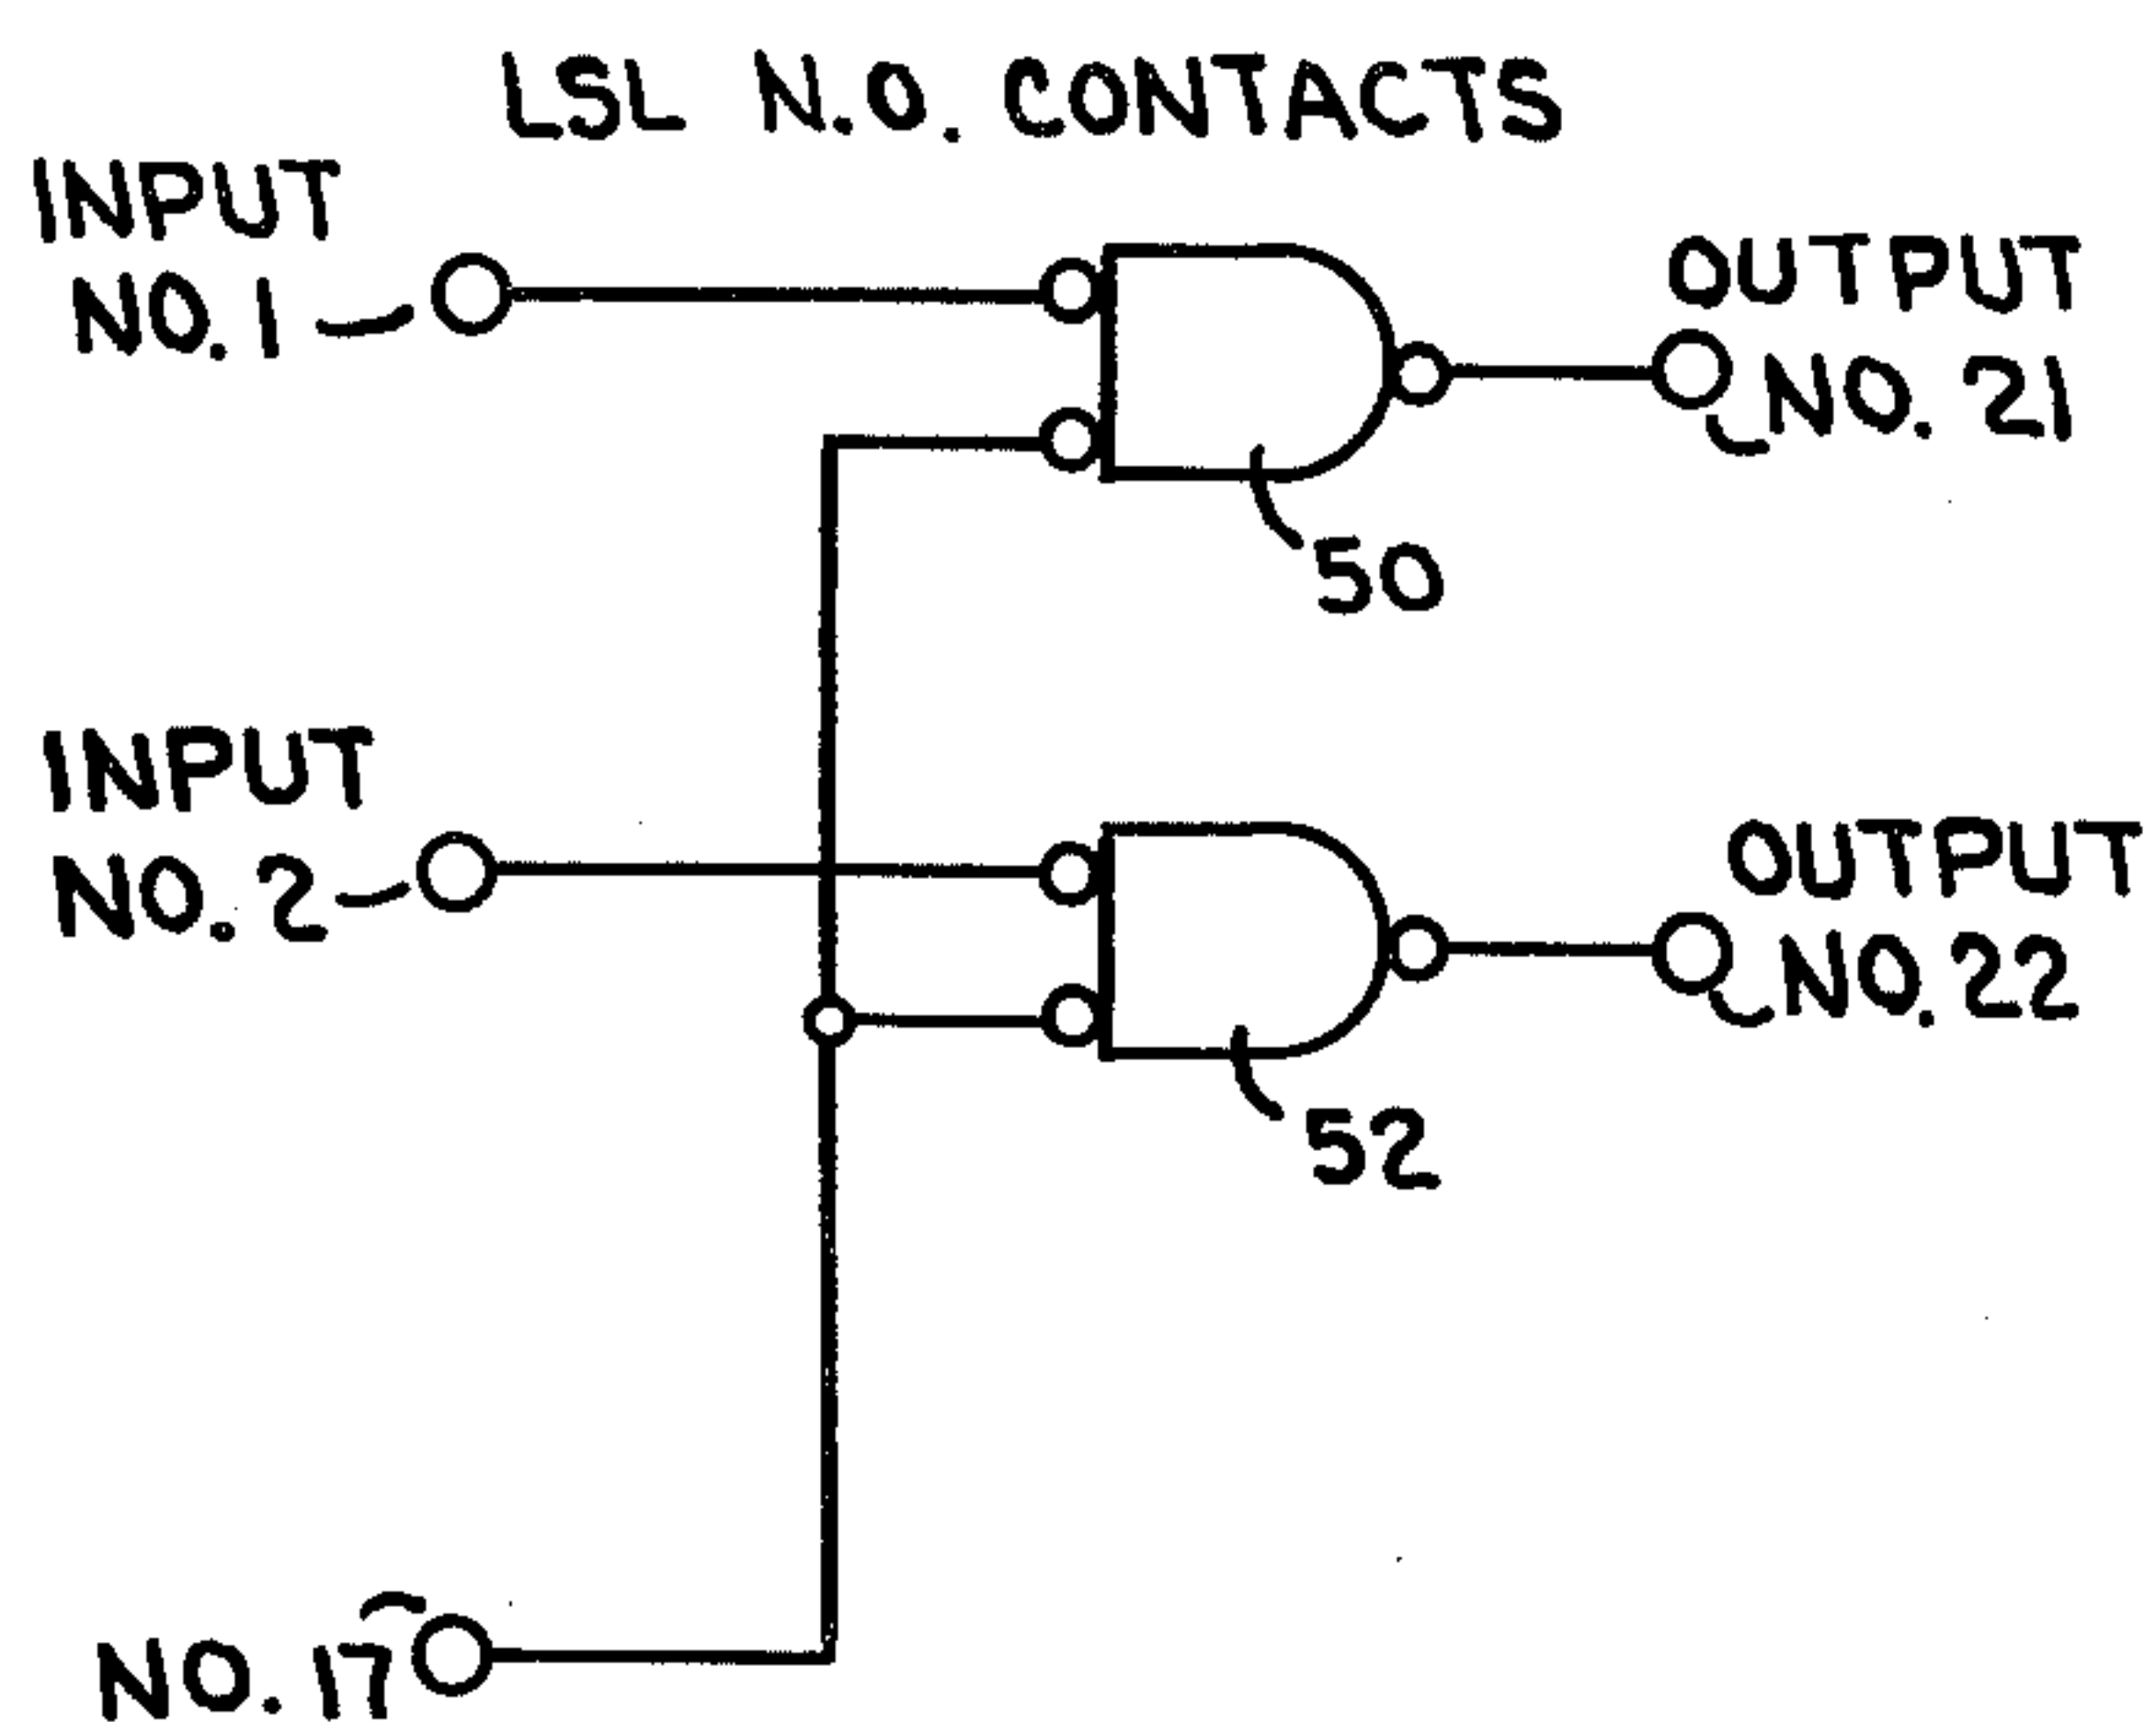 LSL N.O. CONTACTS
INPUT
NO. 1
OUTPUT
NO. 21
50
INPUT
NO. 2
OUTPUT
NO. 22
52
NO. 17